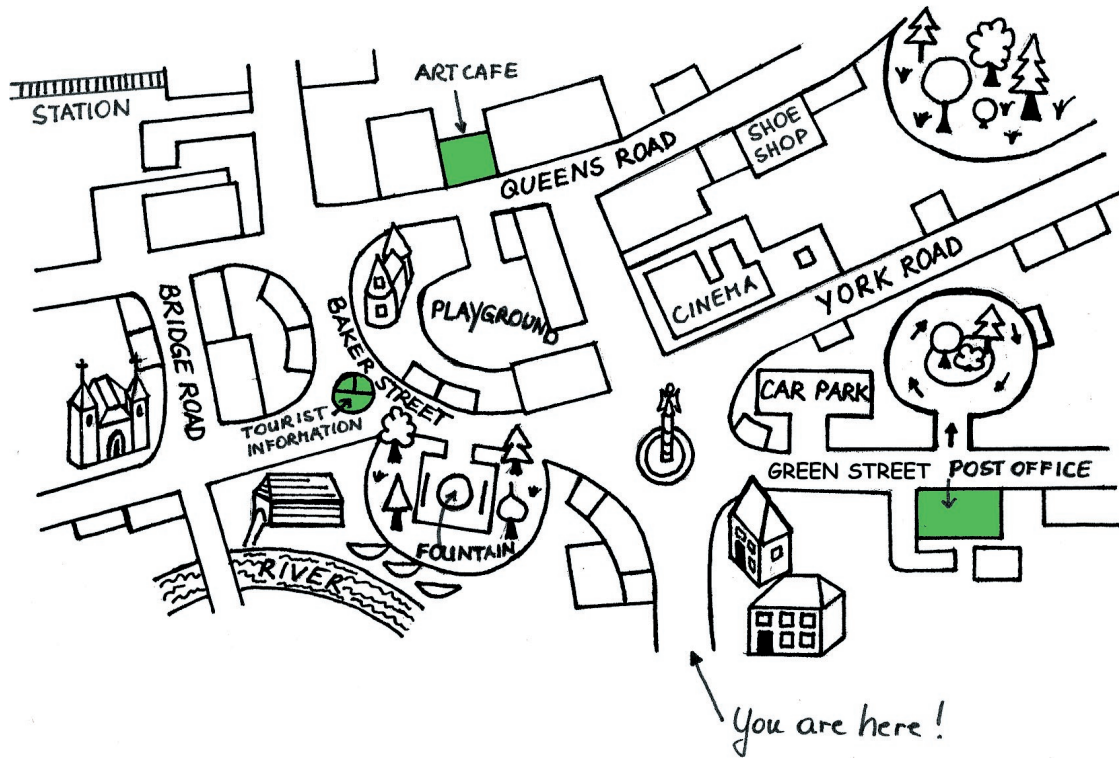 ART CAFE
STATION
SHOE
SHOP
QUEENS ROAD
YORK ROAD
CINEMA
PLAYGROUND
BRIDGE ROAD
BAKER STREET
CAR PARK
TOURIST
INFORMATION
GREEN STREET
POST OFFICE
FOUNTAIN
RIVER
You are here!